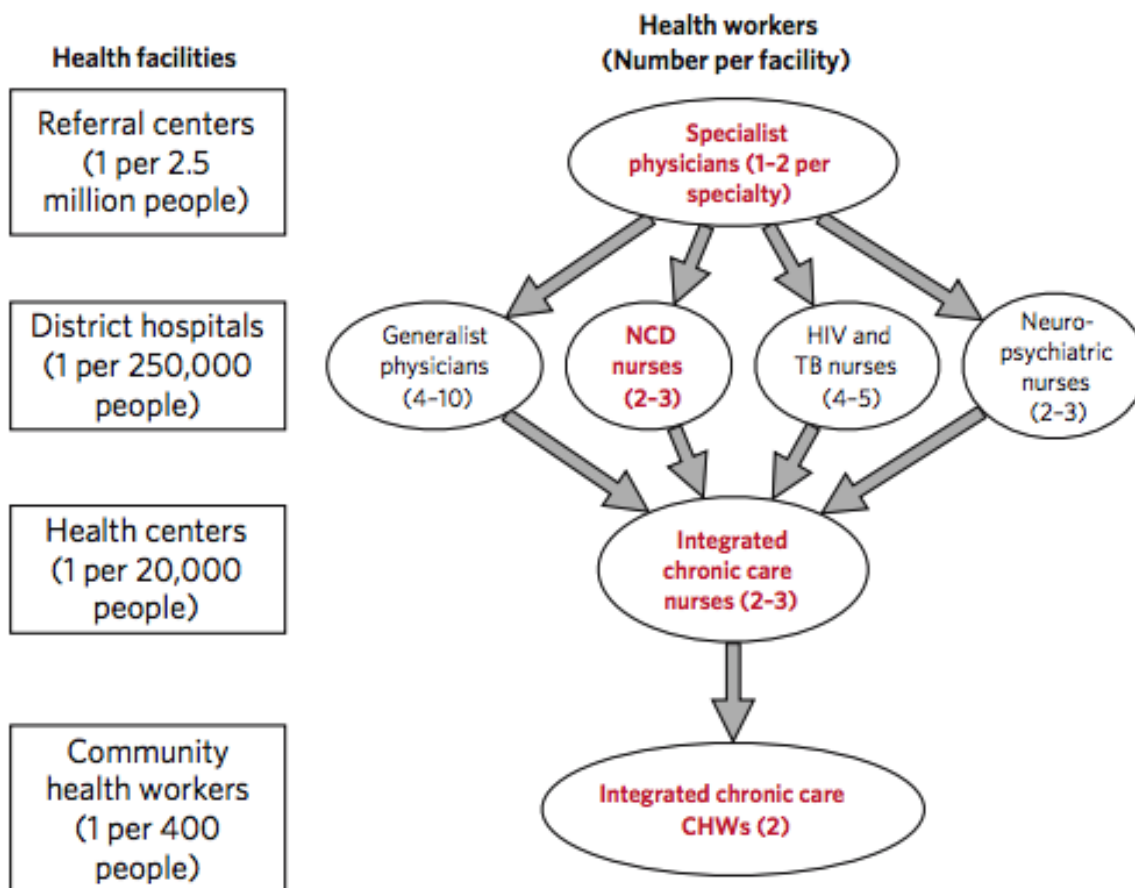 Health facilities
Health workers
(Number per facility)
Referral centers
(1 per 2.5
million people)
Specialist
physicians (1–2 per
specialty)
District hospitals
(1 per 250,000
people)
Generalist
physicians
(4–10)
NCD
nurses
(2–3)
HIV and
TB nurses
(4–5)
Neuro-
psychiatric
nurses
(2–3)
Health centers
(1 per 20,000
people)
Integrated
chronic care
nurses (2–3)
Community
health workers
(1 per 400
people)
Integrated chronic care
CHWs (2)